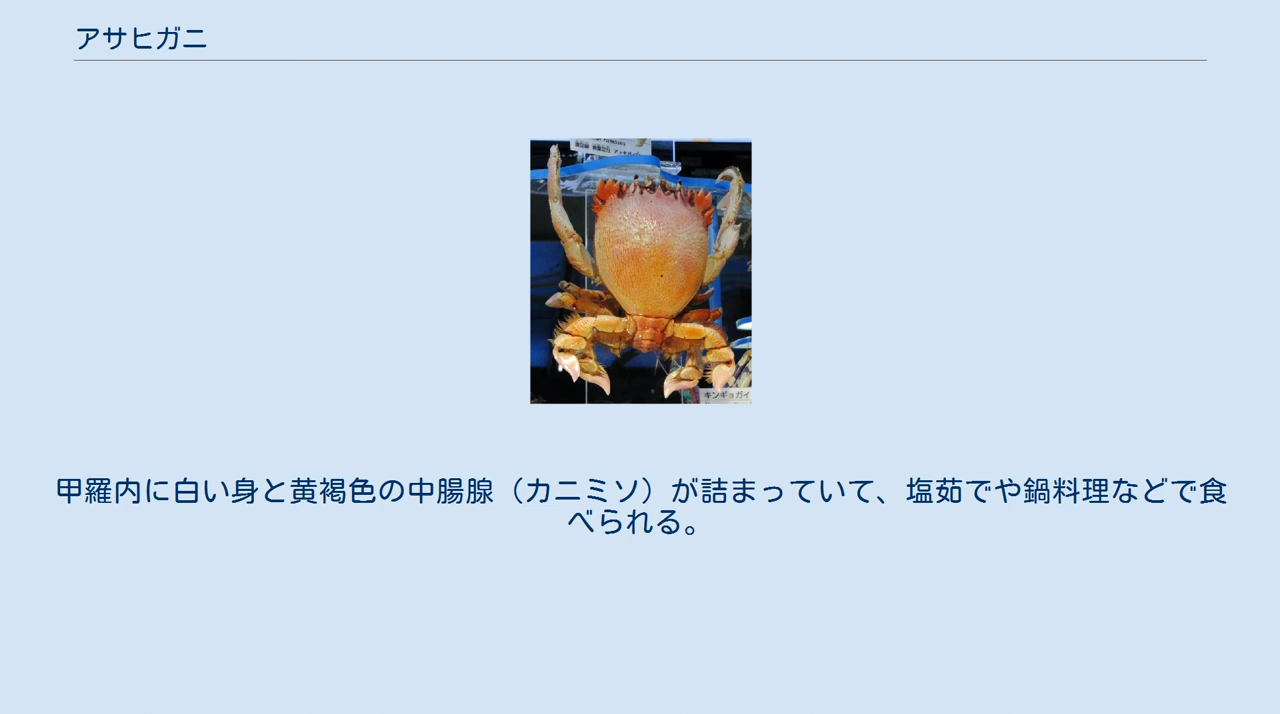 アサヒガニ
キンギョガイ
甲羅内に白い身と黄褐色の中腸腺（カニミソ）が詰まっていて、塩茹でや鍋料理などで食
べられる。